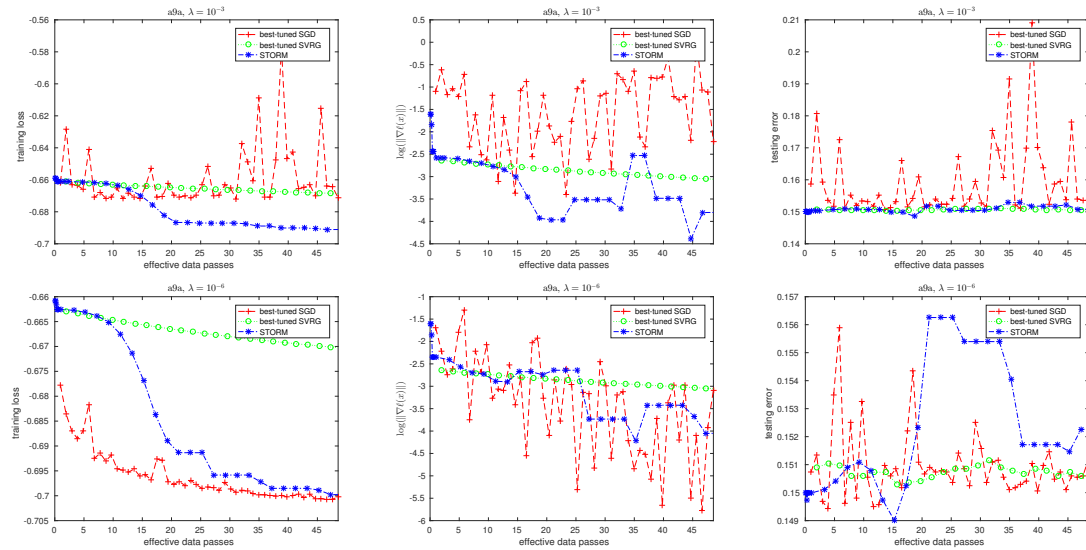 a9a, λ = 10⁻³
-0.56
-0.58
-0.6
-0.62
-0.64
-0.66
-0.68
-0.7
training loss
0 5 10 15 20 25 30 35 40 45
effective data passes
best-tuned SGD
best-tuned SVRG
STORM
a9a, λ = 10⁻³
0.5
0
-0.5
-1
-1.5
-2
-2.5
-3
-3.5
-4
-4.5
log(||∇ℓ(x)||)
0 5 10 15 20 25 30 35 40 45
effective data passes
best-tuned SGD
best-tuned SVRG
STORM
a9a, λ = 10⁻³
0.21
0.2
0.19
0.18
0.17
0.16
0.15
0.14
testing error
0 5 10 15 20 25 30 35 40 45
effective data passes
best-tuned SGD
best-tuned SVRG
STORM
a9a, λ = 10⁻⁶
-0.66
-0.665
-0.67
-0.675
-0.68
-0.685
-0.69
-0.695
-0.7
-0.705
training loss
0 5 10 15 20 25 30 35 40 45
effective data passes
best-tuned SGD
best-tuned SVRG
STORM
a9a, λ = 10⁻⁶
-1
-1.5
-2
-2.5
-3
-3.5
-4
-4.5
-5
-5.5
-6
log(||∇ℓ(x)||)
0 5 10 15 20 25 30 35 40 45
effective data passes
best-tuned SGD
best-tuned SVRG
STORM
a9a, λ = 10⁻⁶
0.157
0.156
0.155
0.154
0.153
0.152
0.151
0.150
0.149
testing error
0 5 10 15 20 25 30 35 40 45
effective data passes
best-tuned SGD
best-tuned SVRG
STORM